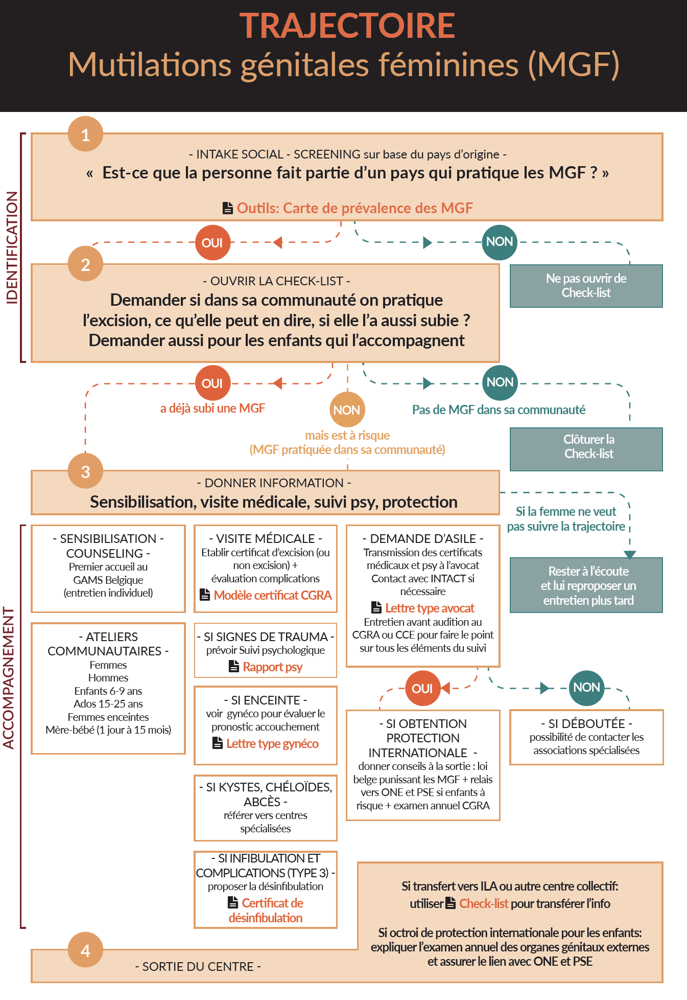 TRAJECTOIRE
Mutilations génitales féminines (MGF)
IDENTIFICATION
1
- INTAKE SOCIAL - SCREENING sur base du pays d’origine -
« Est-ce que la personne fait partie d’un pays qui pratique les MGF ? »
Outils: Carte de prévalence des MGF
OUI
NON
2
- OUVRIR LA CHECK-LIST -
Demander si dans sa communauté on pratique
l’excision, ce qu’elle peut en dire, si elle l’a aussi subie ?
Demander aussi pour les enfants qui l’accompagnent
Ne pas ouvrir de
Check-list
OUI
a déjà subi une MGF
NON
mais est à risque
(MGF pratiquée dans sa communauté)
NON
Pas de MGF dans sa communauté
Clôturer la
Check-list
3
- DONNER INFORMATION -
Sensibilisation, visite médicale, suivi psy, protection
Si la femme ne veut
pas suivre la trajectoire
Rester à l’écoute
et lui reproposer un
entretien plus tard
ACCOMPAGNEMENT
- SENSIBILISATION -
COUNSELING -
Premier accueil au
GAMS Belgique
(entretien individuel)
- ATELIERS
COMMUNAUTAIRES -
Femmes
Hommes
Enfants 6-9 ans
Ados 15-25 ans
Femmes enceintes
Mère-bébé (1 jour à 15 mois)
- VISITE MÉDICALE -
Etablir certificat d’excision (ou
non excision) +
évaluation complications
Modèle certificat CGRA
- SI SIGNES DE TRAUMA -
prévoir Suivi psychologique
Rapport psy
- SI ENCEINTE -
voir gynéco pour évaluer le
pronostic accouchement
Lettre type gynéco
- SI KYSTES, CHÉLOÏDES,
ABCÈS -
référer vers centres
spécialisées
- SI INFIBULATION ET
COMPLICATIONS (TYPE 3) -
proposer la désinfibulation
Certificat de
désinfibulation
- DEMANDE D’ASILE -
Transmission des certificats
médicaux et psy à l’avocat
Contact avec INTACT si
nécessaire
Lettre type avocat
Entretien avant audition au
CGRA ou CCE pour faire le point
sur tous les éléments du suivi
OUI
NON
- SI OBTENTION
PROTECTION
INTERNATIONALE -
donner conseils à la sortie : loi
belge punissant les MGF + relais
vers ONE et PSE si enfants à
risque + examen annuel CGRA
- SI DÉBOUTÉE -
possibilité de contacter les
associations spécialisées
4
- SORTIE DU CENTRE -
Si transfert vers ILA ou autre centre collectif:
utiliser Check-list pour transférer l’info
Si octroi de protection internationale pour les enfants:
expliquer l’examen annuel des organes génitaux externes
et assurer le lien avec ONE et PSE